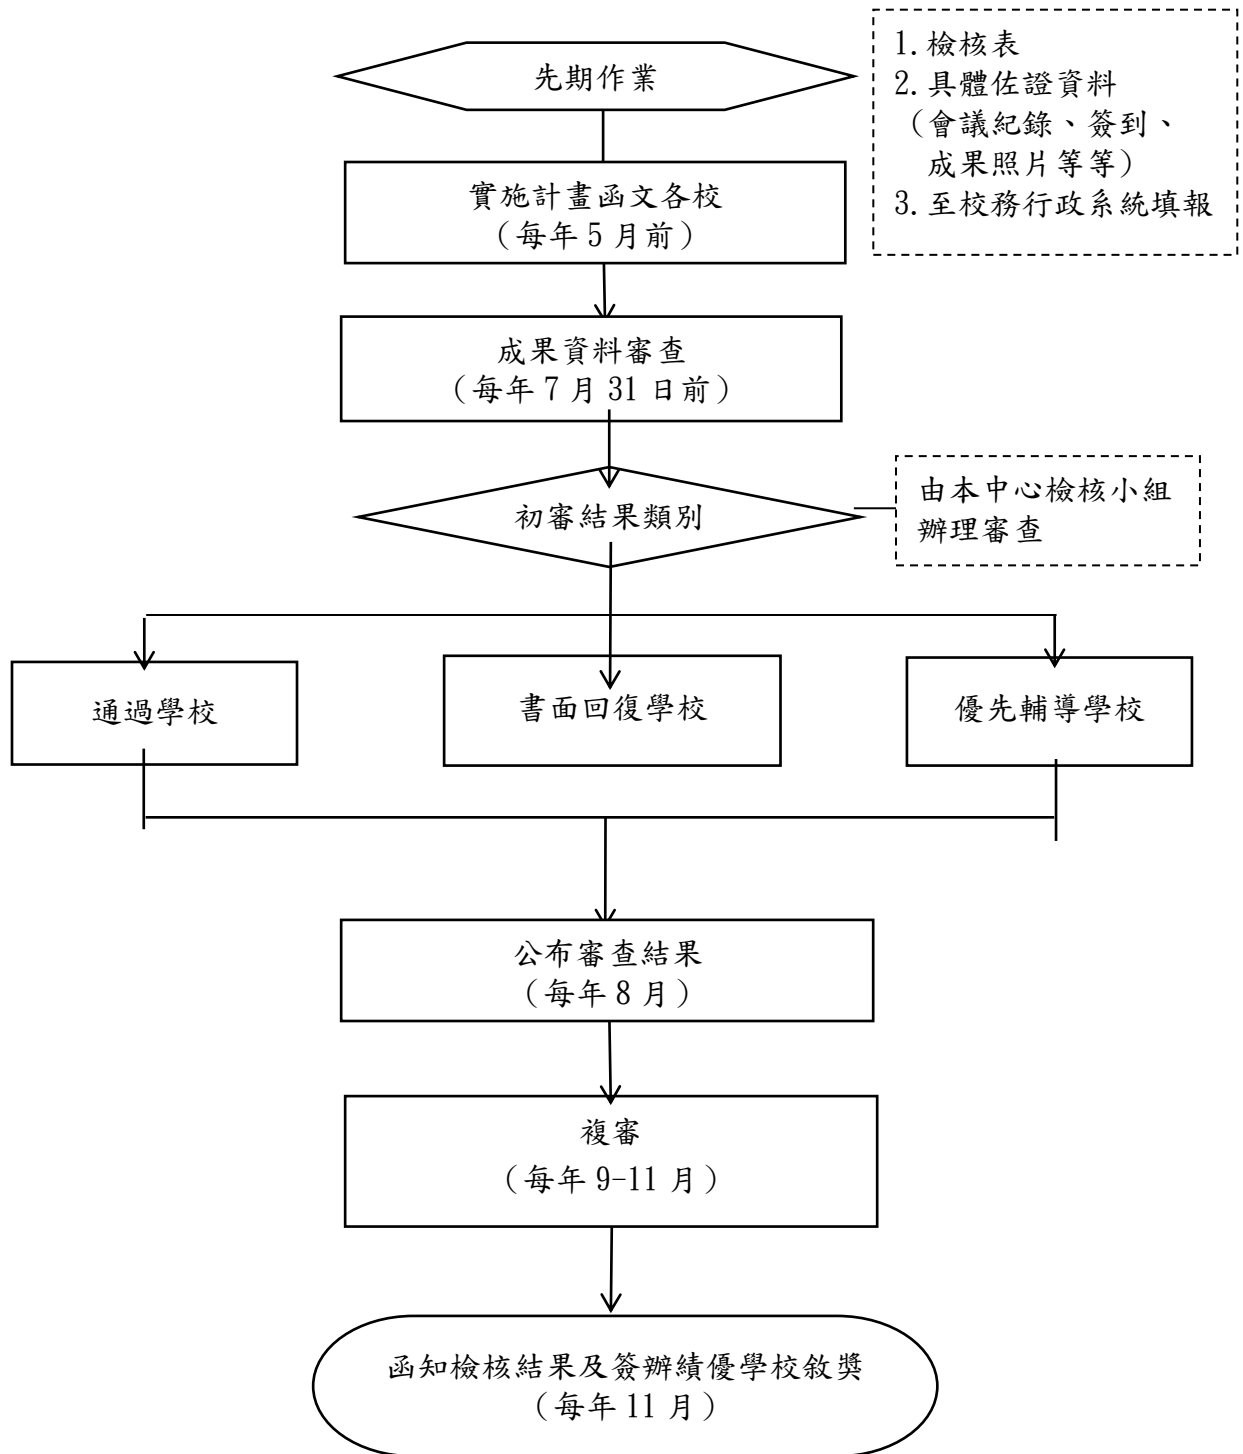 先期作業
1.檢核表
2.具體佐證資料
（會議紀錄、簽到、
成果照片等等）
3.至校務行政系統填報
實施計畫函文各校
（每年 5 月前）
成果資料審查
（每年 7 月 31 日前）
初審結果類別
由本中心檢核小組
辦理審查
通過學校
書面回復學校
優先輔導學校
公布審查結果
（每年 8 月）
複審
（每年 9-11 月）
函知檢核結果及簽辦績優學校敘獎
（每年 11 月）